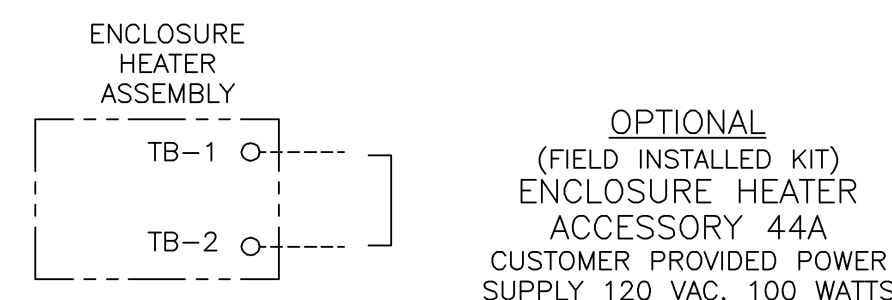 ENCLOSURE
HEATER
ASSEMBLY
TB-1
TB-2
OPTIONAL
(FIELD INSTALLED KIT)
ENCLOSURE HEATER
ACCESSORY 44A
CUSTOMER PROVIDED POWER
SUPPLY 120 VAC, 100 WATTS